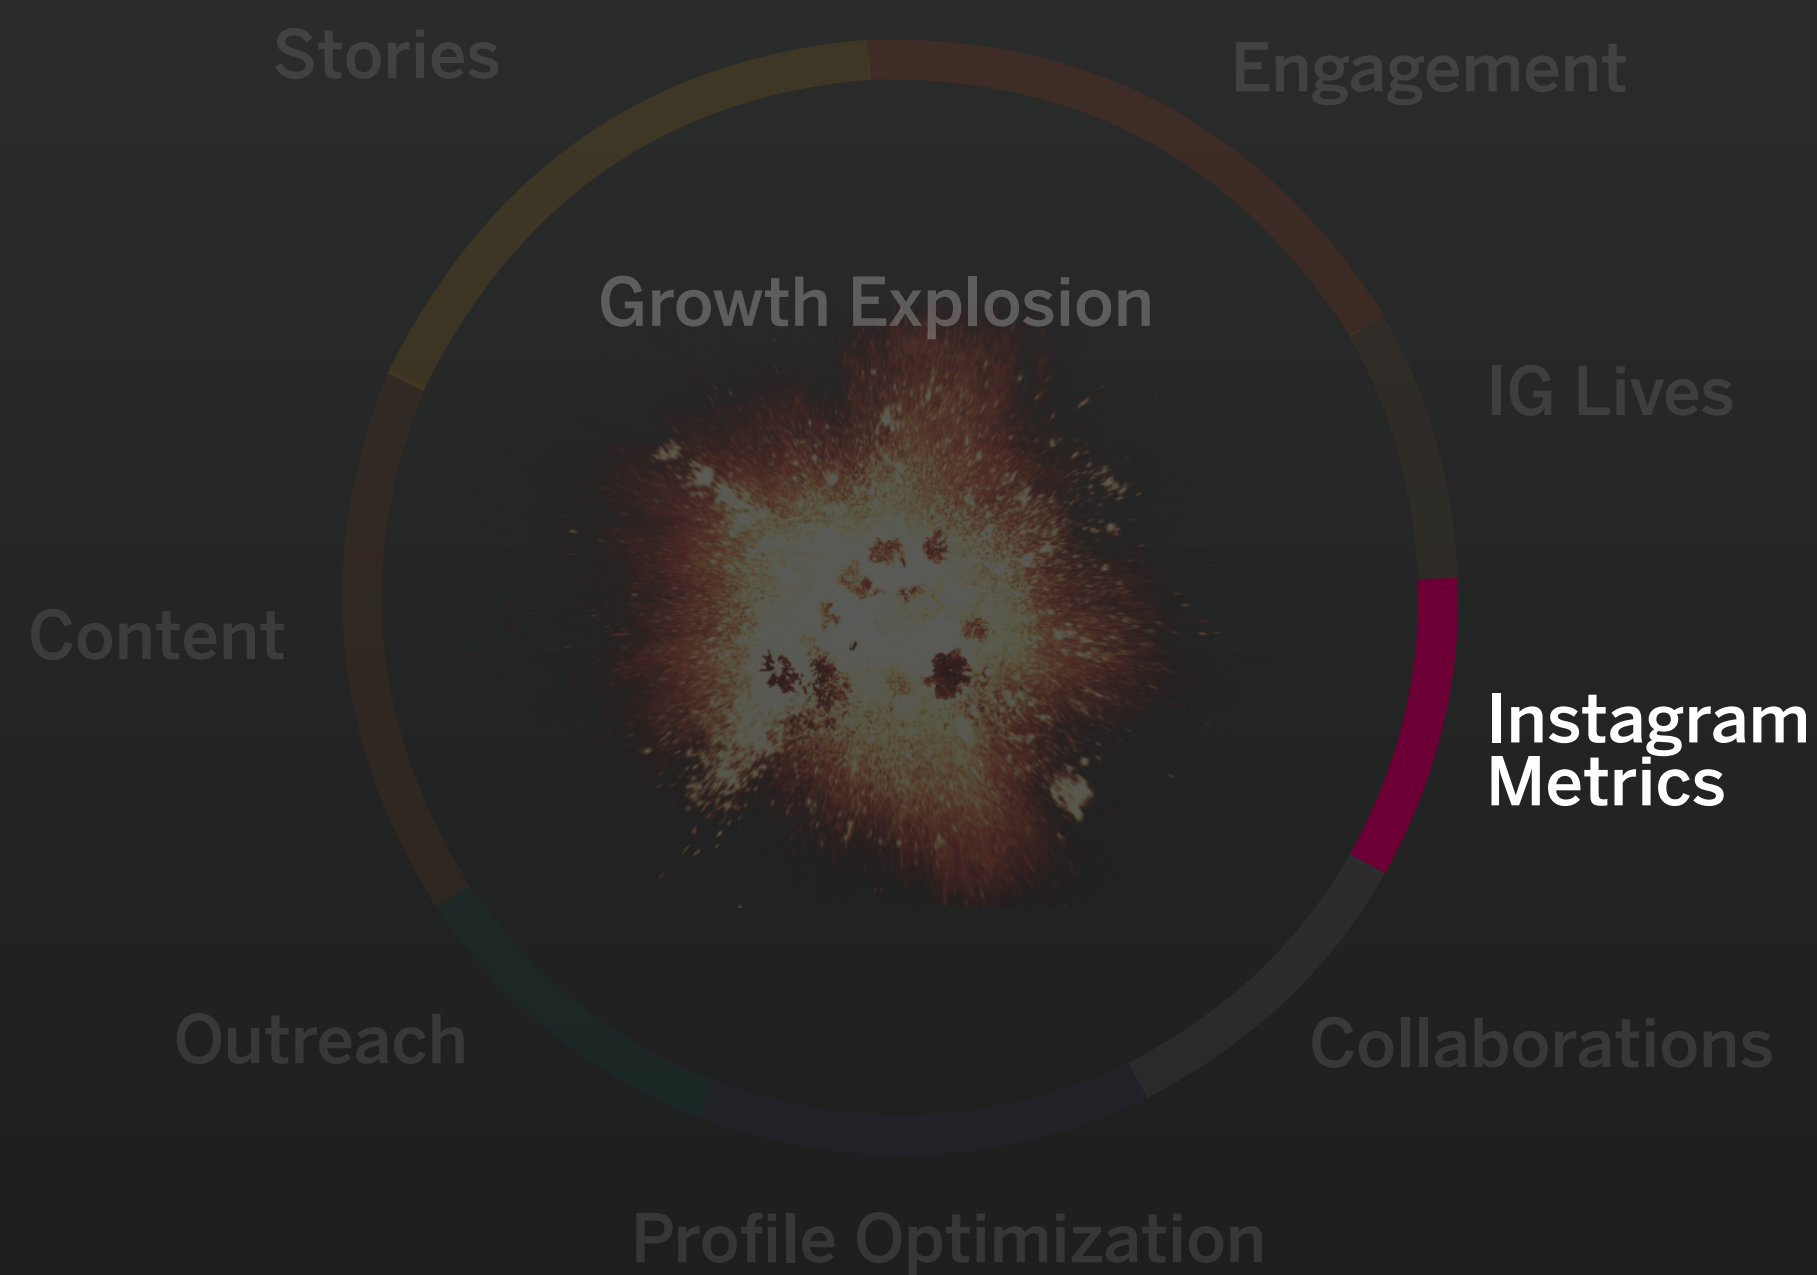 Stories
Engagement
Growth Explosion
IG Lives
Content
Instagram
Metrics
Outreach
Collaborations
Profile Optimization